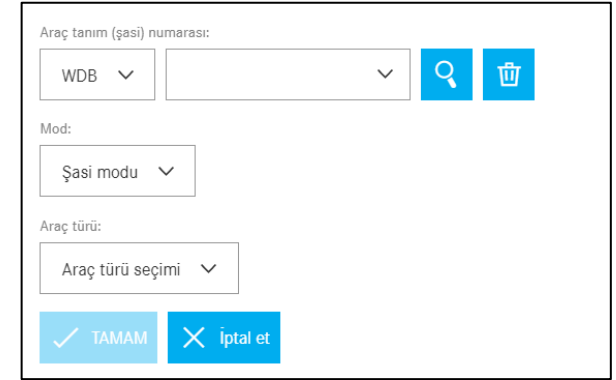 Araç tanım (şasi) numarası:
WDB
Mod:
Şasi modu
Araç türü:
Araç türü seçimi
TAMAM İptal et